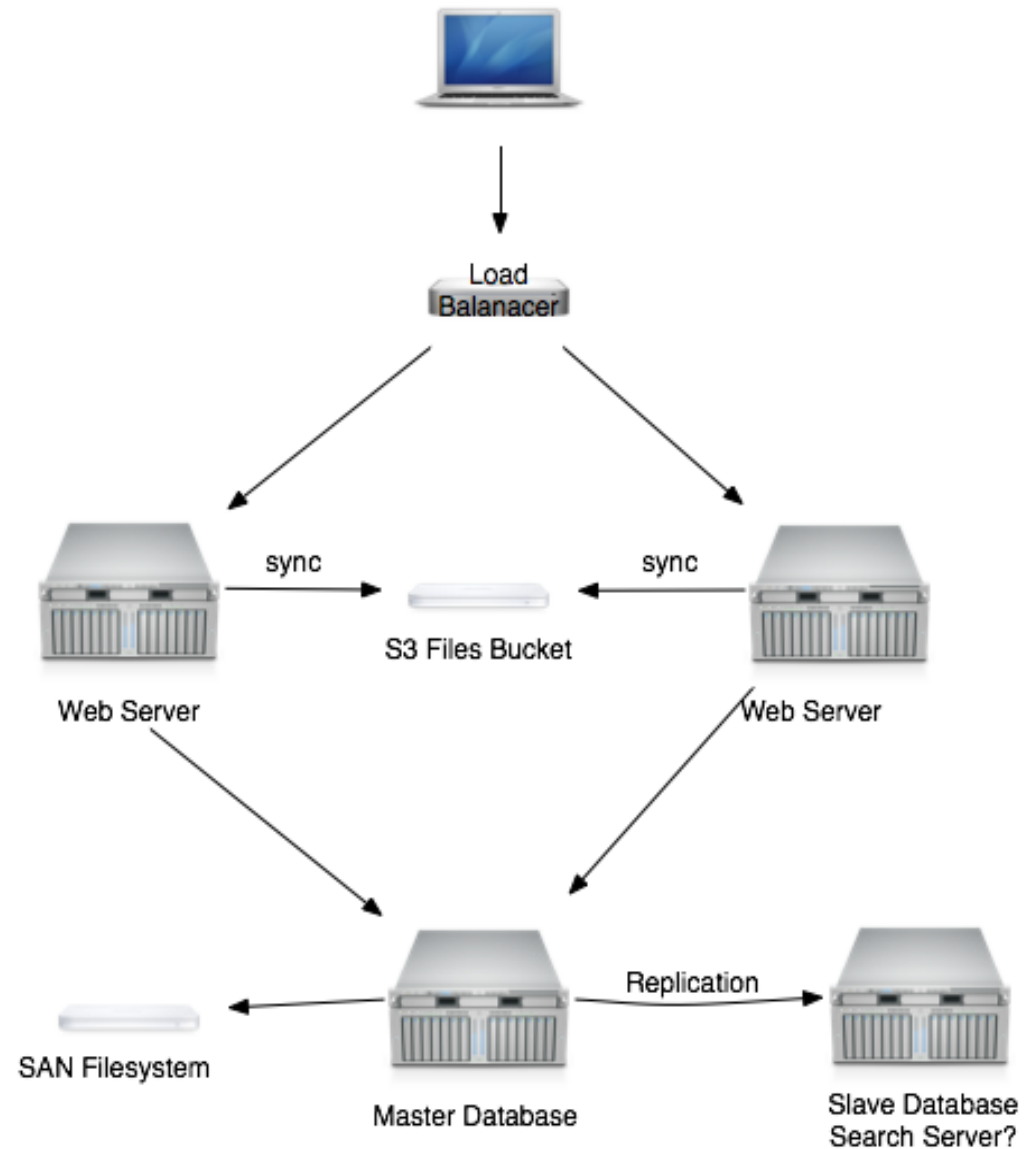 Load
Balanacer
sync
sync
S3 Files Bucket
Web Server
Web Server
Replication
SAN Filesystem
Master Database
Slave Database
Search Server?